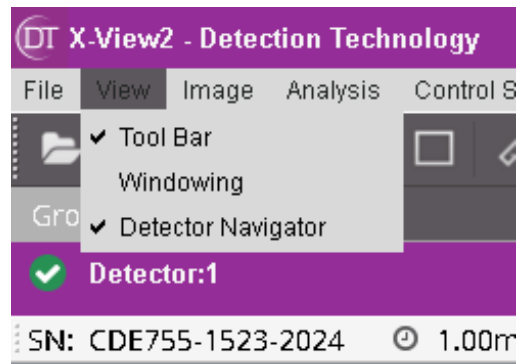 DT X-View2 - Detection Technology
File View Image Analysis Control S
Tool Bar
Windowing
Gro
Detector Navigator
Detector:1
SN: CDE755-1523-2024 1.00m